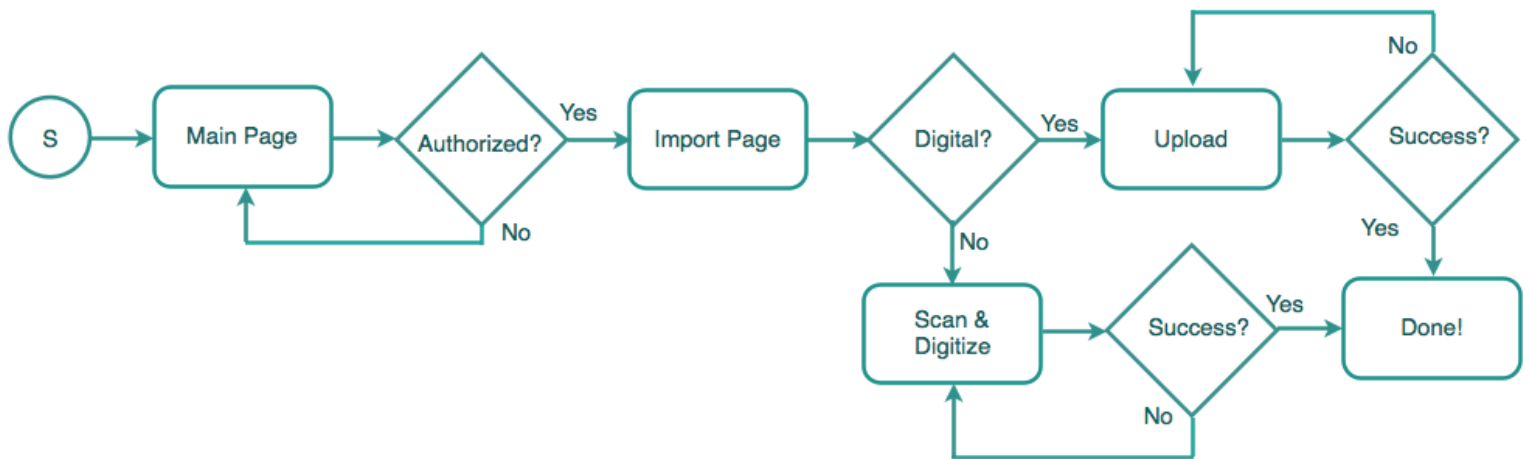 S
Main Page
Authorized?
Yes
No
Import Page
Digital?
Yes
No
Upload
Success?
No
Yes
Scan &
Digitize
Success?
Yes
No
Done!